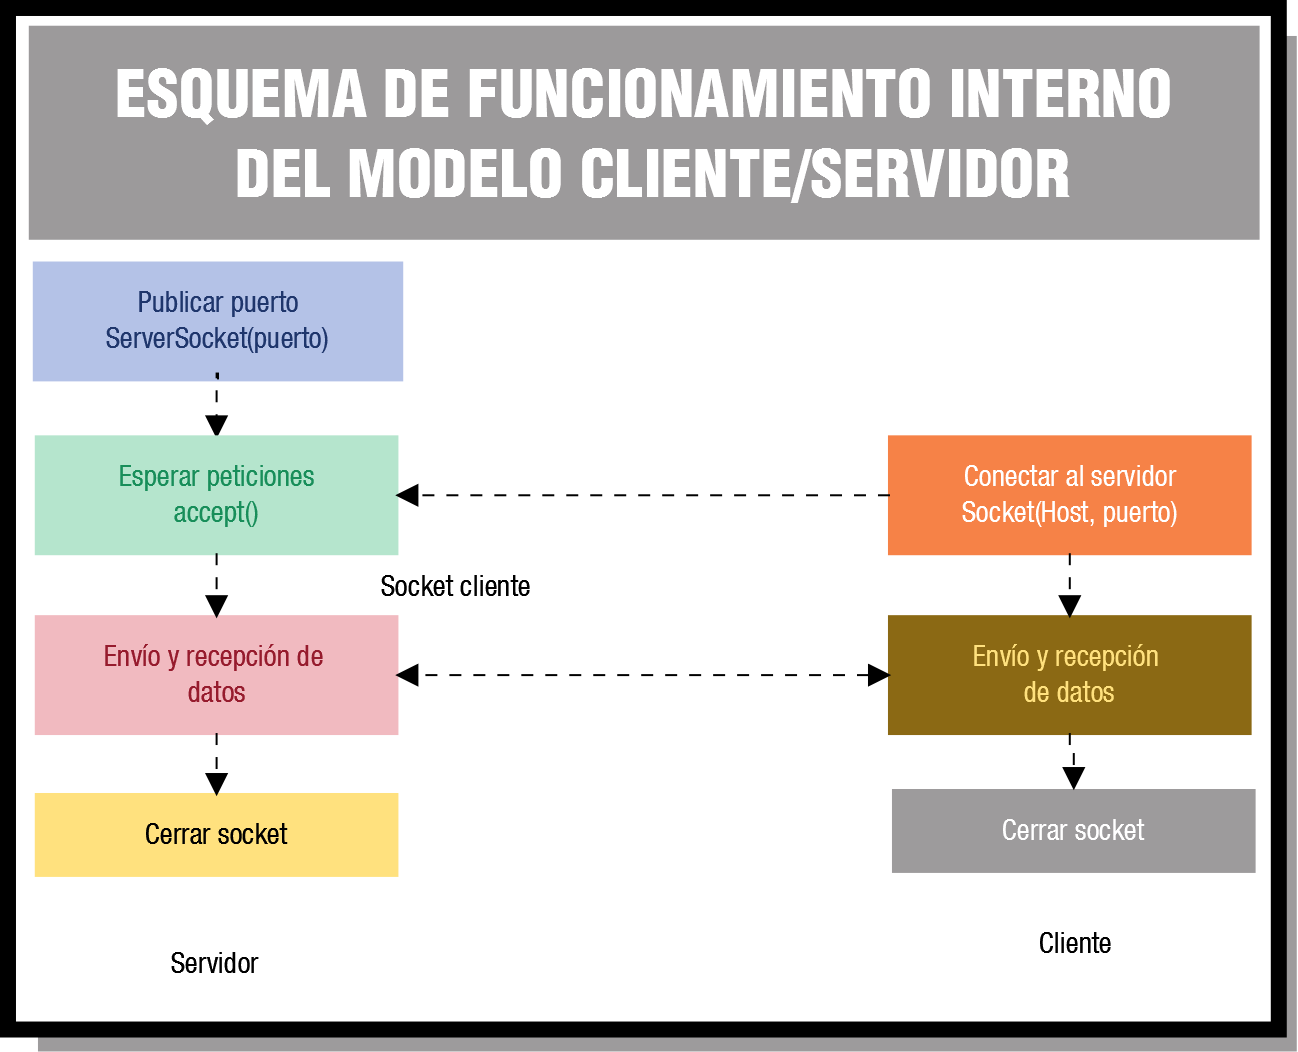 ESQUEMA DE FUNCIONAMIENTO INTERNO
DEL MODELO CLIENTE/SERVIDOR
Publicar puerto
ServerSocket(puerto)
Esperar peticiones
accept()
Conectar al servidor
Socket(Host, puerto)
Socket cliente
Envío y recepción de
datos
Envío y recepción
de datos
Cerrar socket
Cerrar socket
Servidor
Cliente